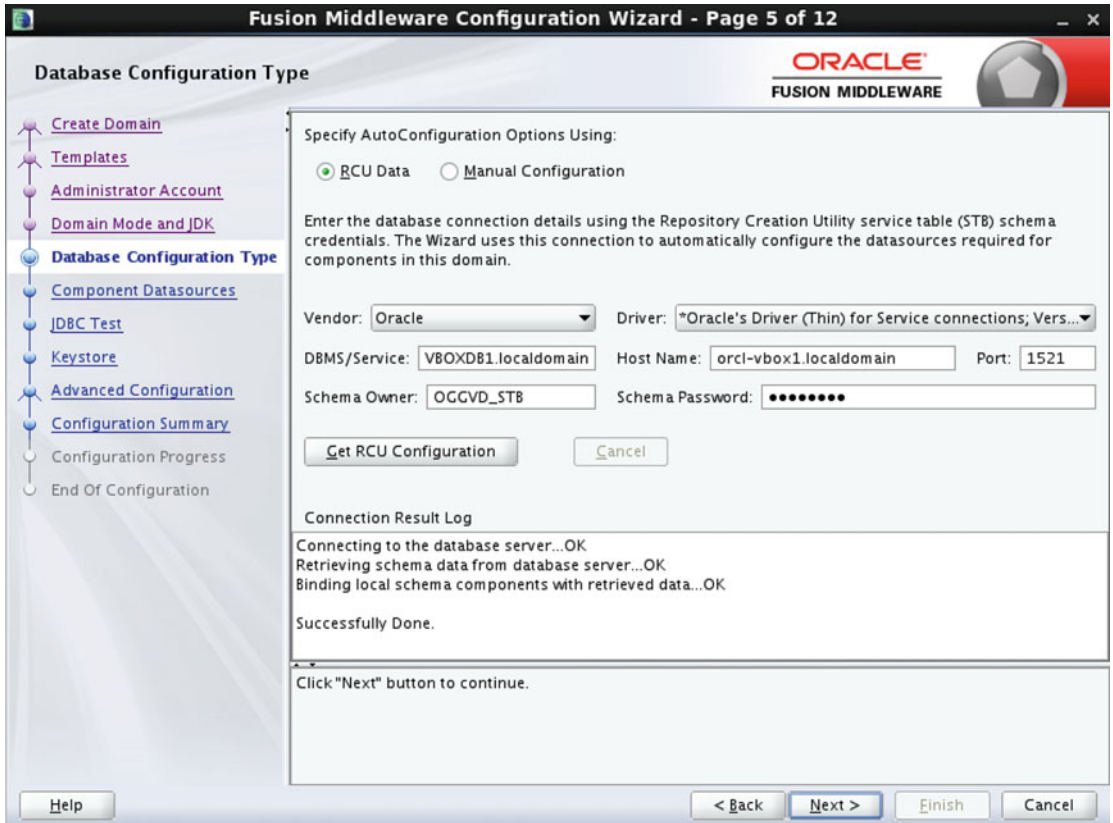 Fusion Middleware Configuration Wizard - Page 5 of 12
Database Configuration Type
ORACLE
FUSION MIDDLEWARE
Create Domain
Templates
Administrator Account
Domain Mode and JDK
Database Configuration Type
Component Datasources
JDBC Test
Keystore
Advanced Configuration
Configuration Summary
Configuration Progress
End Of Configuration
Specify AutoConfiguration Options Using:
RCU Data Manual Configuration
Enter the database connection details using the Repository Creation Utility service table (STB) schema
credentials. The Wizard uses this connection to automatically configure the datasources required for
components in this domain.
Vendor: Oracle Driver: *Oracle's Driver (Thin) for Service connections; Vers...
DBMS/Service: VBOXDB1.localdomain Host Name: orcl-vbox1.localdomain Port: 1521
Schema Owner: OGGVD_STB Schema Password: ••••••••
Get RCU Configuration Cancel
Connection Result Log
Connecting to the database server...OK
Retrieving schema data from database server...OK
Binding local schema components with retrieved data...OK
Successfully Done.
Click "Next" button to continue.
Help < Back Next > Finish Cancel